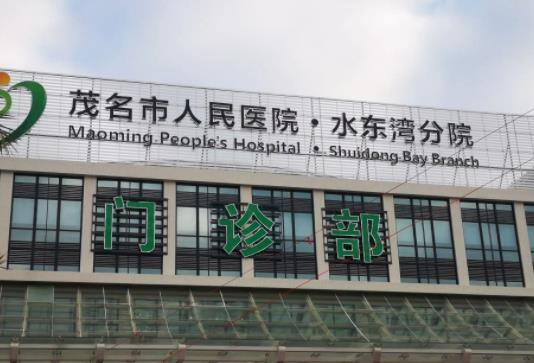 茂名市人民医院·水东湾分院
Maoming People's Hospital • Shuidong Bay Branch
门诊部